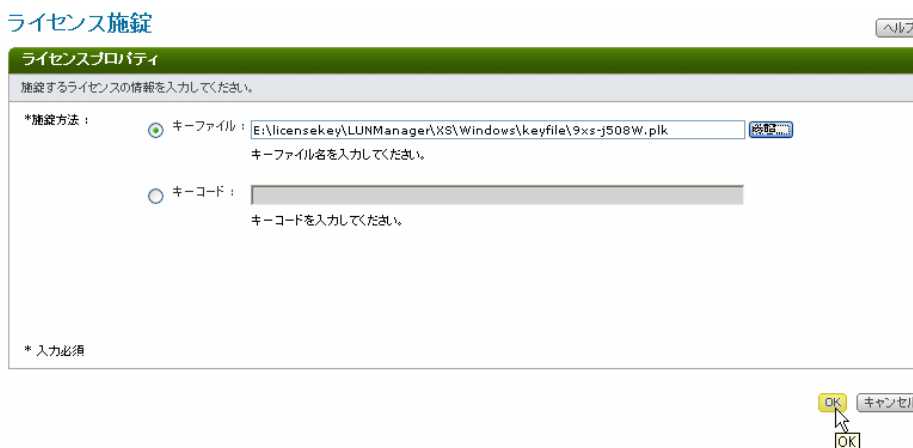 ライセンス施錠
ヘルプ
ライセンスプロパティ
施錠するライセンスの情報を入力してください。
*施錠方法： キーファイル： E:\licensekey\LUNManager\XS\Windows\keyfile\9xs-j508W.plk 参照...
キーファイル名を入力してください。
キーコード：
キーコードを入力してください。
* 入力必須
OK キャンセル
OK